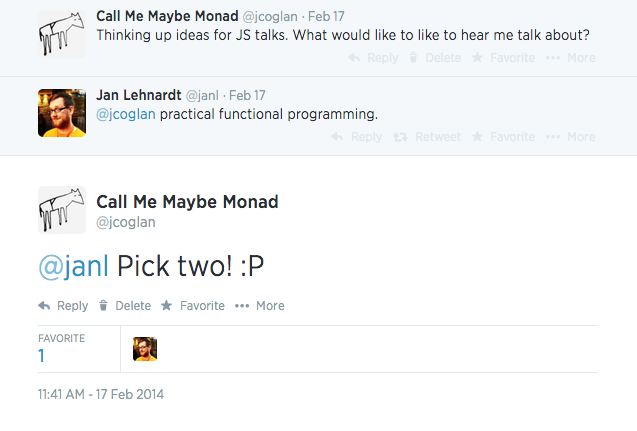 Call Me Maybe Monad @jcoglan · Feb 17
Thinking up ideas for JS talks. What would like to like to hear me talk about?
Reply Delete Favorite More
Jan Lehnardt @janl · Feb 17
@jcoglan practical functional programming.
Reply Retweet Favorite More
Call Me Maybe Monad
@jcoglan
@janl Pick two! :P
Reply Delete Favorite More
FAVORITE
1
11:41 AM - 17 Feb 2014